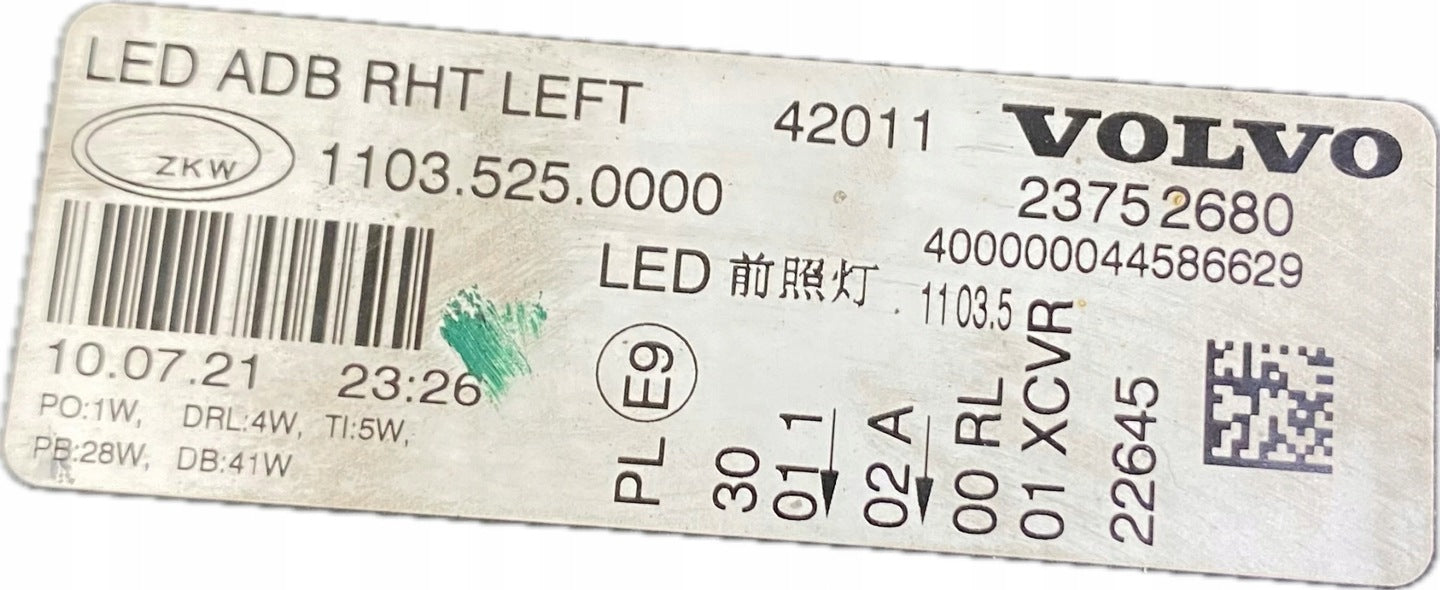 LED ADB RHT LEFT
42011
VOLVO
ZKW
1103.525.0000
23752680
400000044586629
LED 前照灯
1103.5
10.07.21 23:26
PO:1W, DRL:4W, TI:5W,
PB:28W, DB:41W
PL E9
30
01 1
02 A
00 RL
01 XCVR
22645